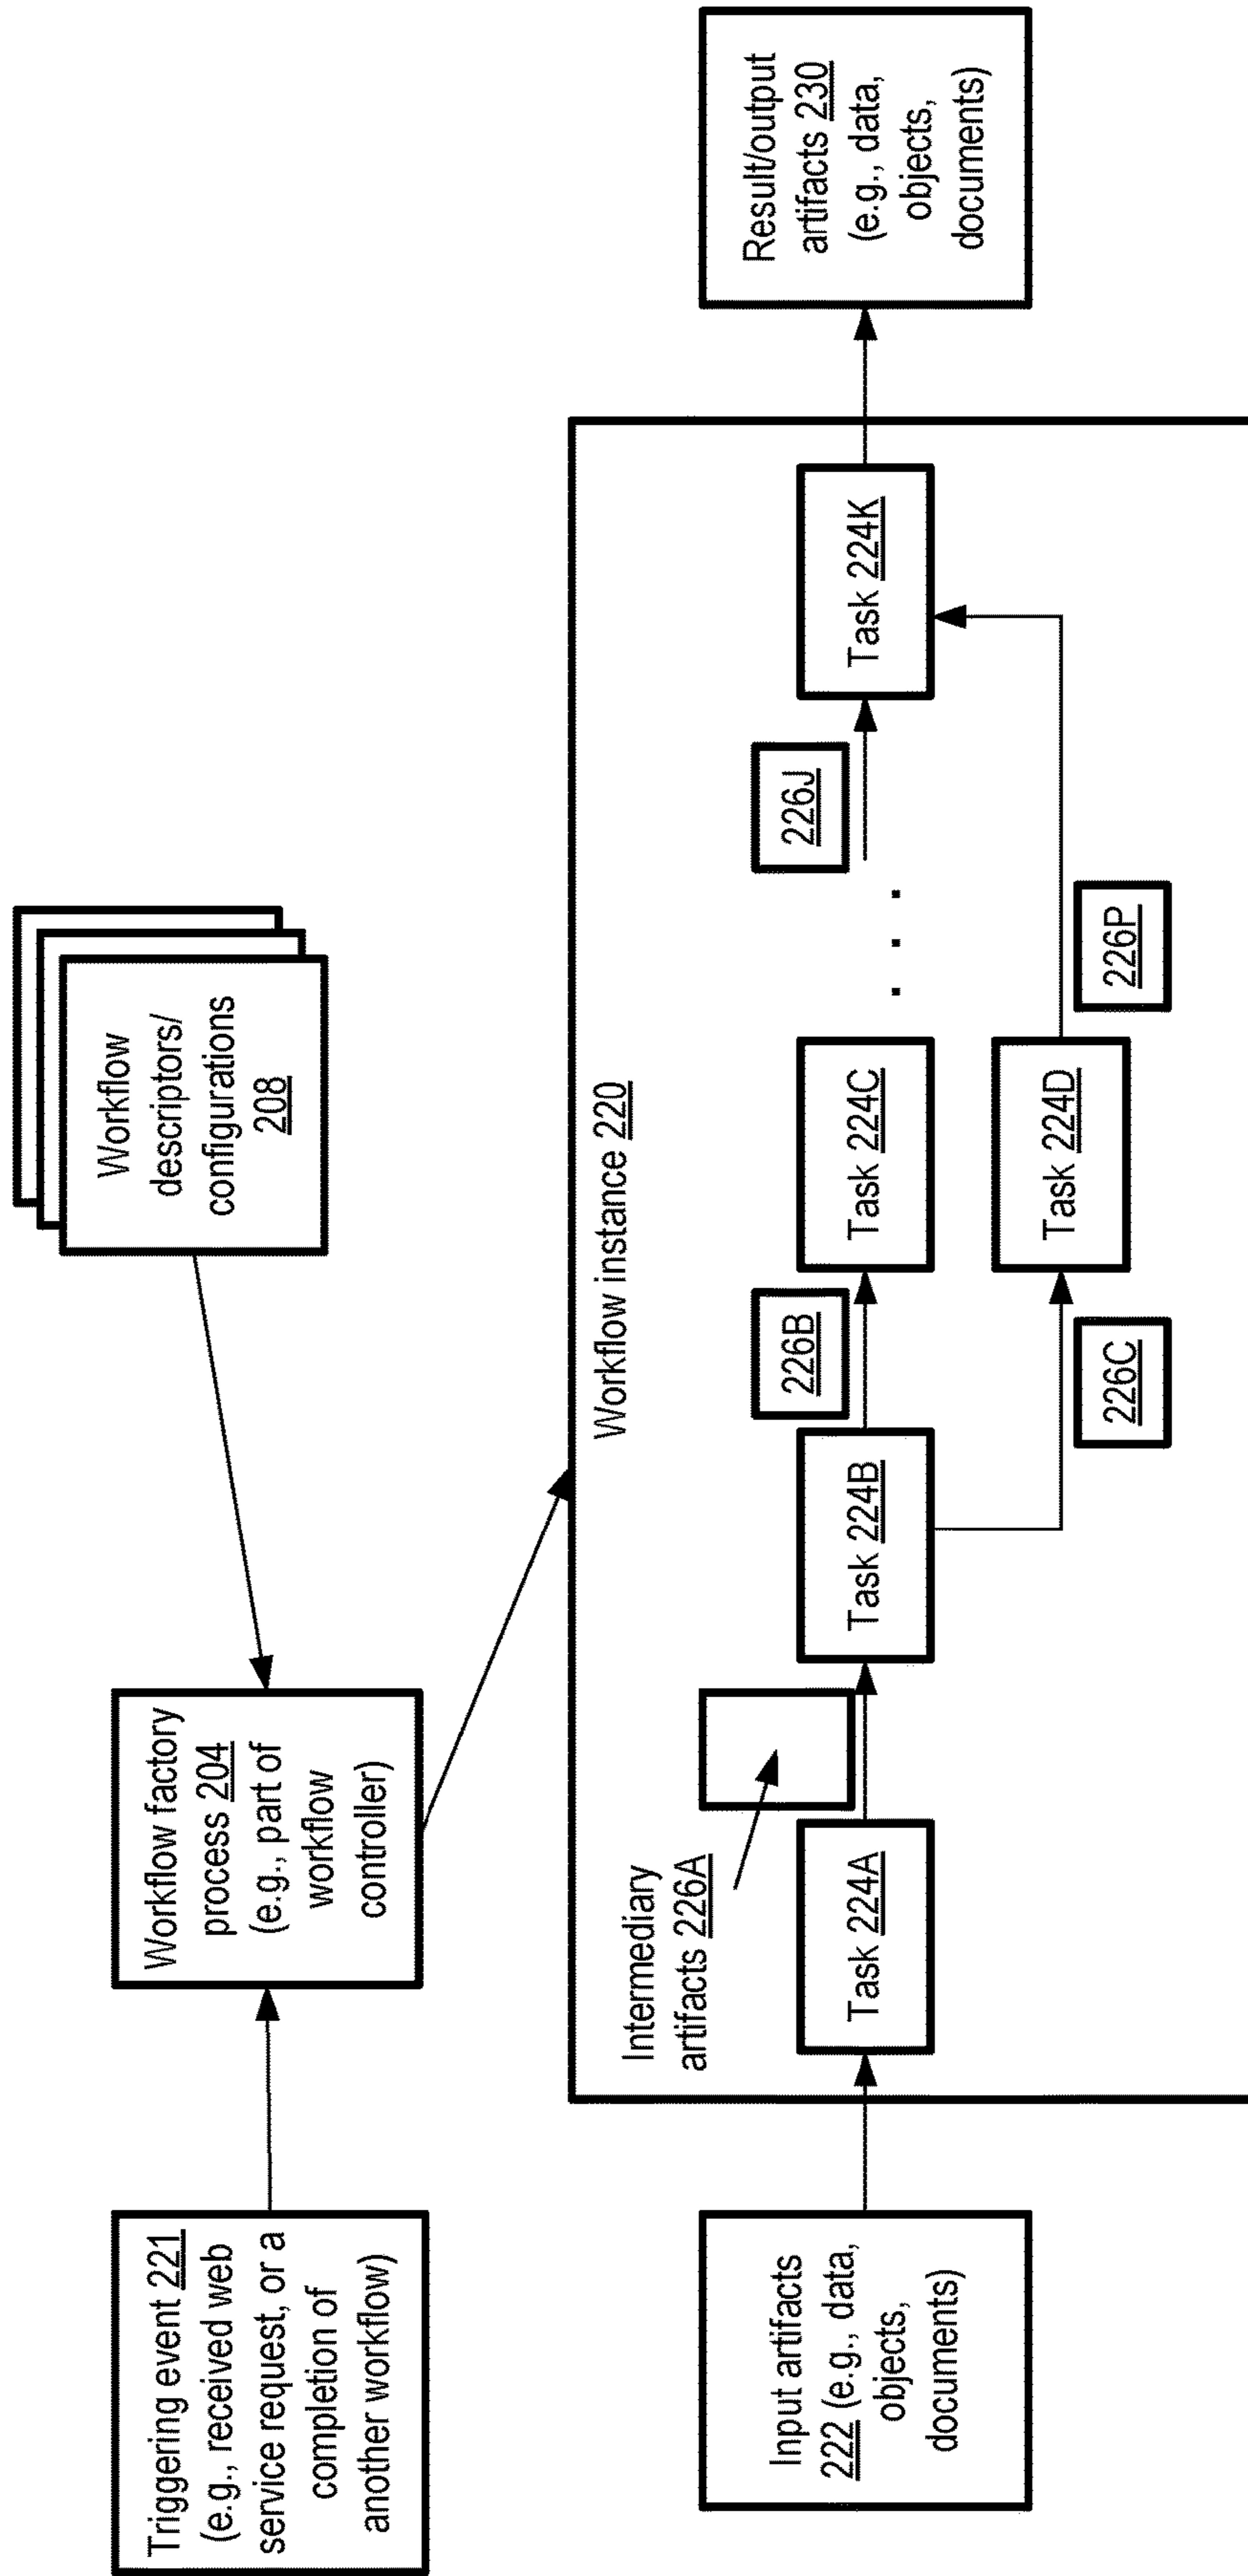 Triggering event 221
(e.g., received web
service request, or a
completion of
another workflow)
Workflow factory
process 204
(e.g., part of
workflow
controller)
Workflow
descriptors/
configurations
208
Workflow instance 220
Input artifacts
222 (e.g., data,
objects,
documents)
Intermediary
artifacts 226A
Task 224A
Task 224B
226B
Task 224C
. . .
226J
Task 224K
226C
Task 224D
226P
Result/output
artifacts 230
(e.g., data,
objects,
documents)